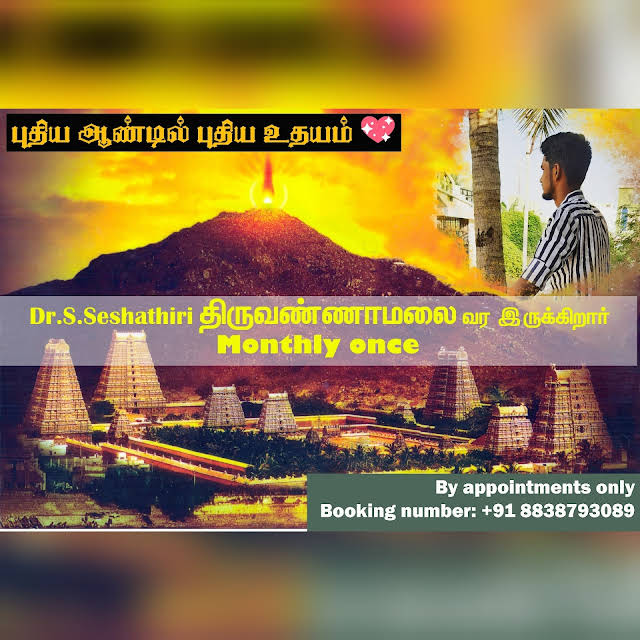 புதிய ஆண்டில் புதிய உதயம் 💖
Dr.S.Seshathiri திருவண்ணாமலை வர இருக்கிறார்
Monthly once
By appointments only
Booking number: +91 8838793089